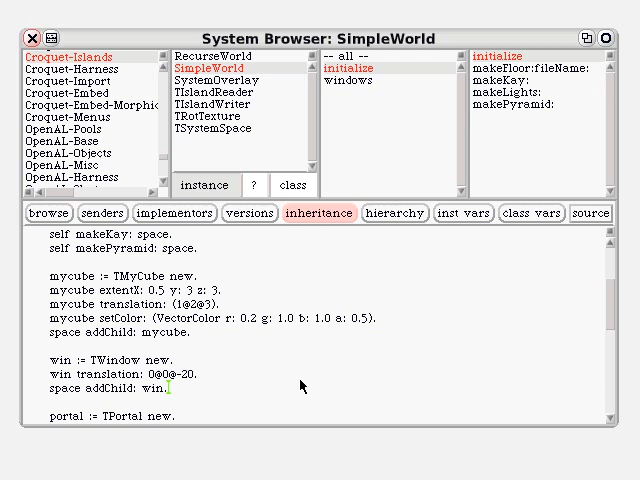 System Browser: SimpleWorld
Croquet-Islands
Croquet-Harness
Croquet-Import
Croquet-Embed
Croquet-Embed-Morphic
Croquet-Menus
OpenAL-Pools
OpenAL-Base
OpenAL-Objects
OpenAL-Misc
OpenAL-Harness
RecurseWorld
SimpleWorld
SystemOverlay
TIslandReader
TIslandWriter
TRotTexture
TSystemSpace
instance ? class
-- all --
initialize
windows
initialize
makeFloor:fileName:
makeKay:
makeLights:
makePyramid:
browse senders implementors versions inheritance hierarchy inst vars class vars source
self makeKay: space.
self makePyramid: space.
mycube := TMyCube new.
mycube extentX: 0.5 y: 3 z: 3.
mycube translation: (1@2@3).
mycube setColor: (VectorColor r: 0.2 g: 1.0 b: 1.0 a: 0.5).
space addChild: mycube.
win := TWindow new.
win translation: 0@0@-20.
space addChild: win.
portal := TPortal new.